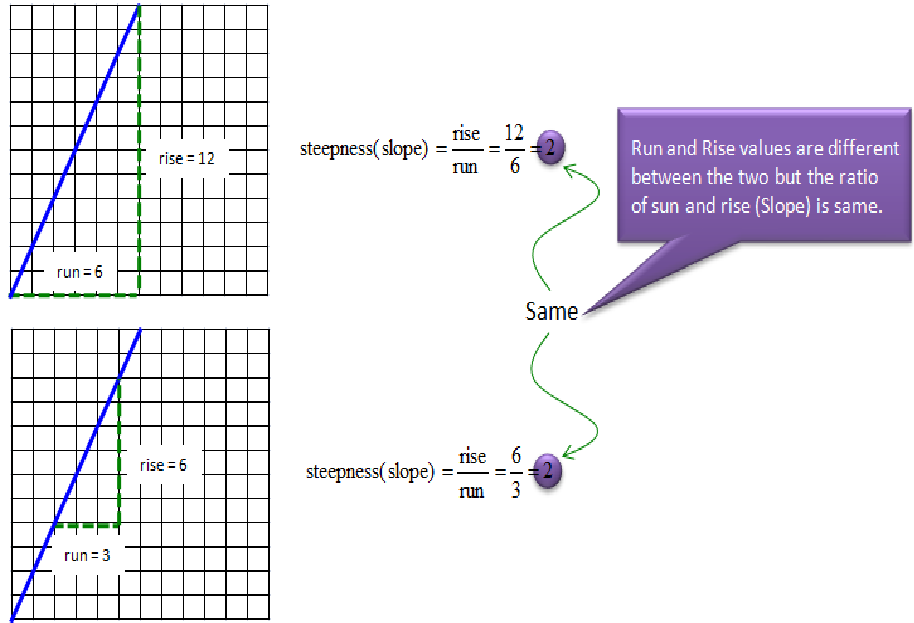 rise = 12
run = 6
steepness(slope) = rise/run = 12/6 = 2
Run and Rise values are different
between the two but the ratio
of sun and rise (Slope) is same.
Same
rise = 6
run = 3
steepness(slope) = rise/run = 6/3 = 2